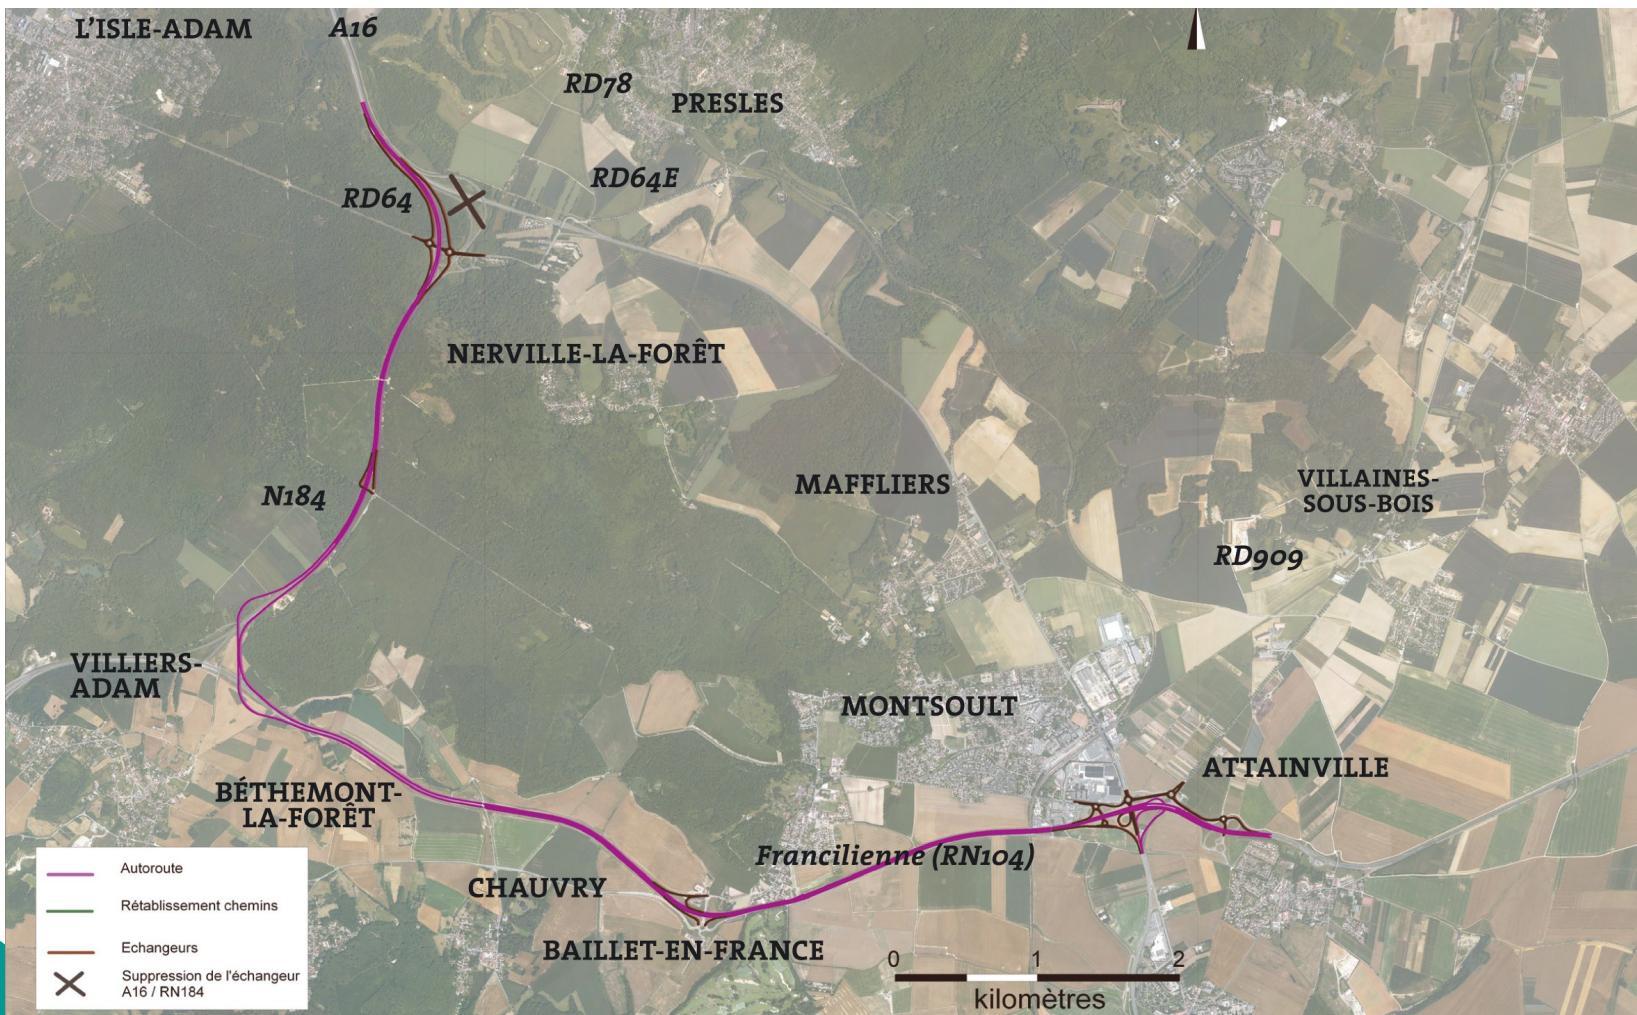 L'ISLE-ADAM
A16
RD78
PRESLES
RD64E
RD64
NERVILLE-LA-FORÊT
N184
MAFFLIERS
VILLAINES-
SOUS-BOIS
RD909
VILLIERS-
ADAM
MONTSOULT
ATTAINVILLE
BÉTHEMONT-
LA-FORÊT
Francilienne (RN104)
CHAUVRY
BAILLET-EN-FRANCE
0 1 2
kilomètres
Autoroute
Rétablissement chemins
Echangeurs
Suppression de l'échangeur
A16 / RN184